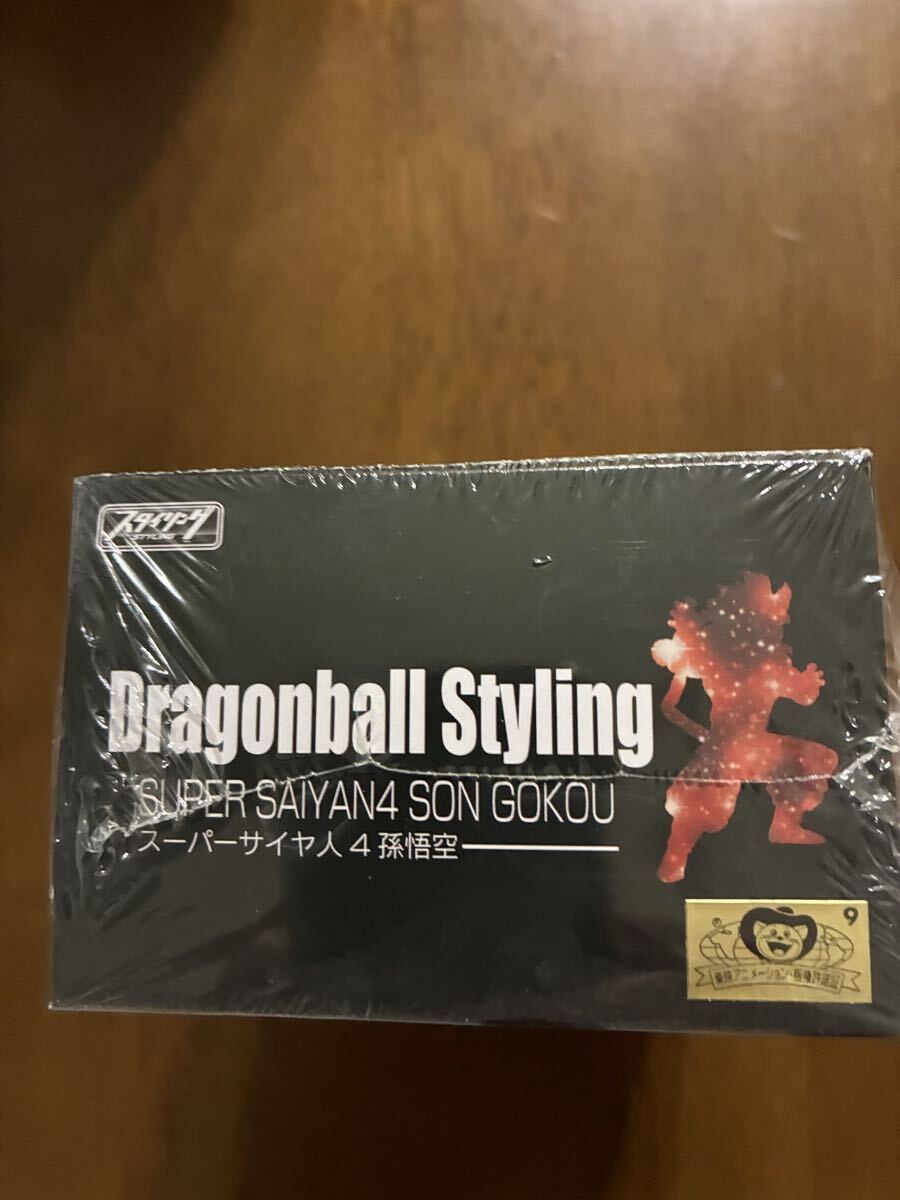 スタイリング
STYLING
Dragonball Styling
SUPER SAIYAN4 SON GOKOU
スーパーサイヤ人4孫悟空
9
東映アニメーション・版権許諾証